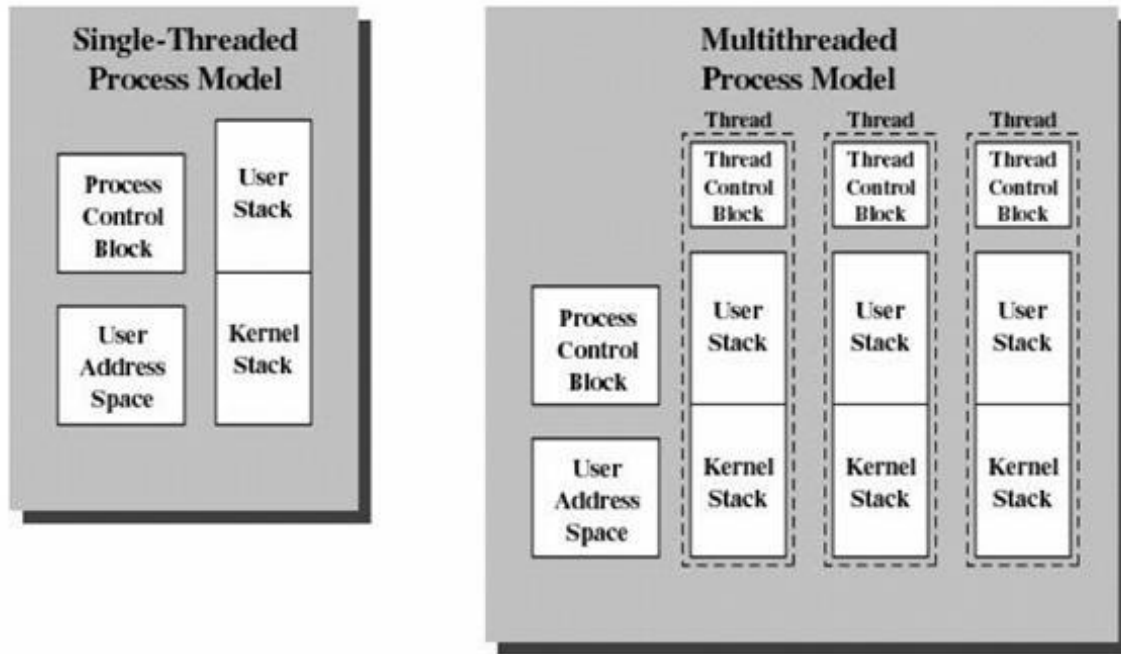 Single-Threaded
Process Model
Process
Control
Block
User
Stack
User
Address
Space
Kernel
Stack
Multithreaded
Process Model
Thread
Thread
Thread
Thread
Control
Block
Thread
Control
Block
Thread
Control
Block
Process
Control
Block
User
Stack
User
Stack
User
Stack
User
Address
Space
Kernel
Stack
Kernel
Stack
Kernel
Stack